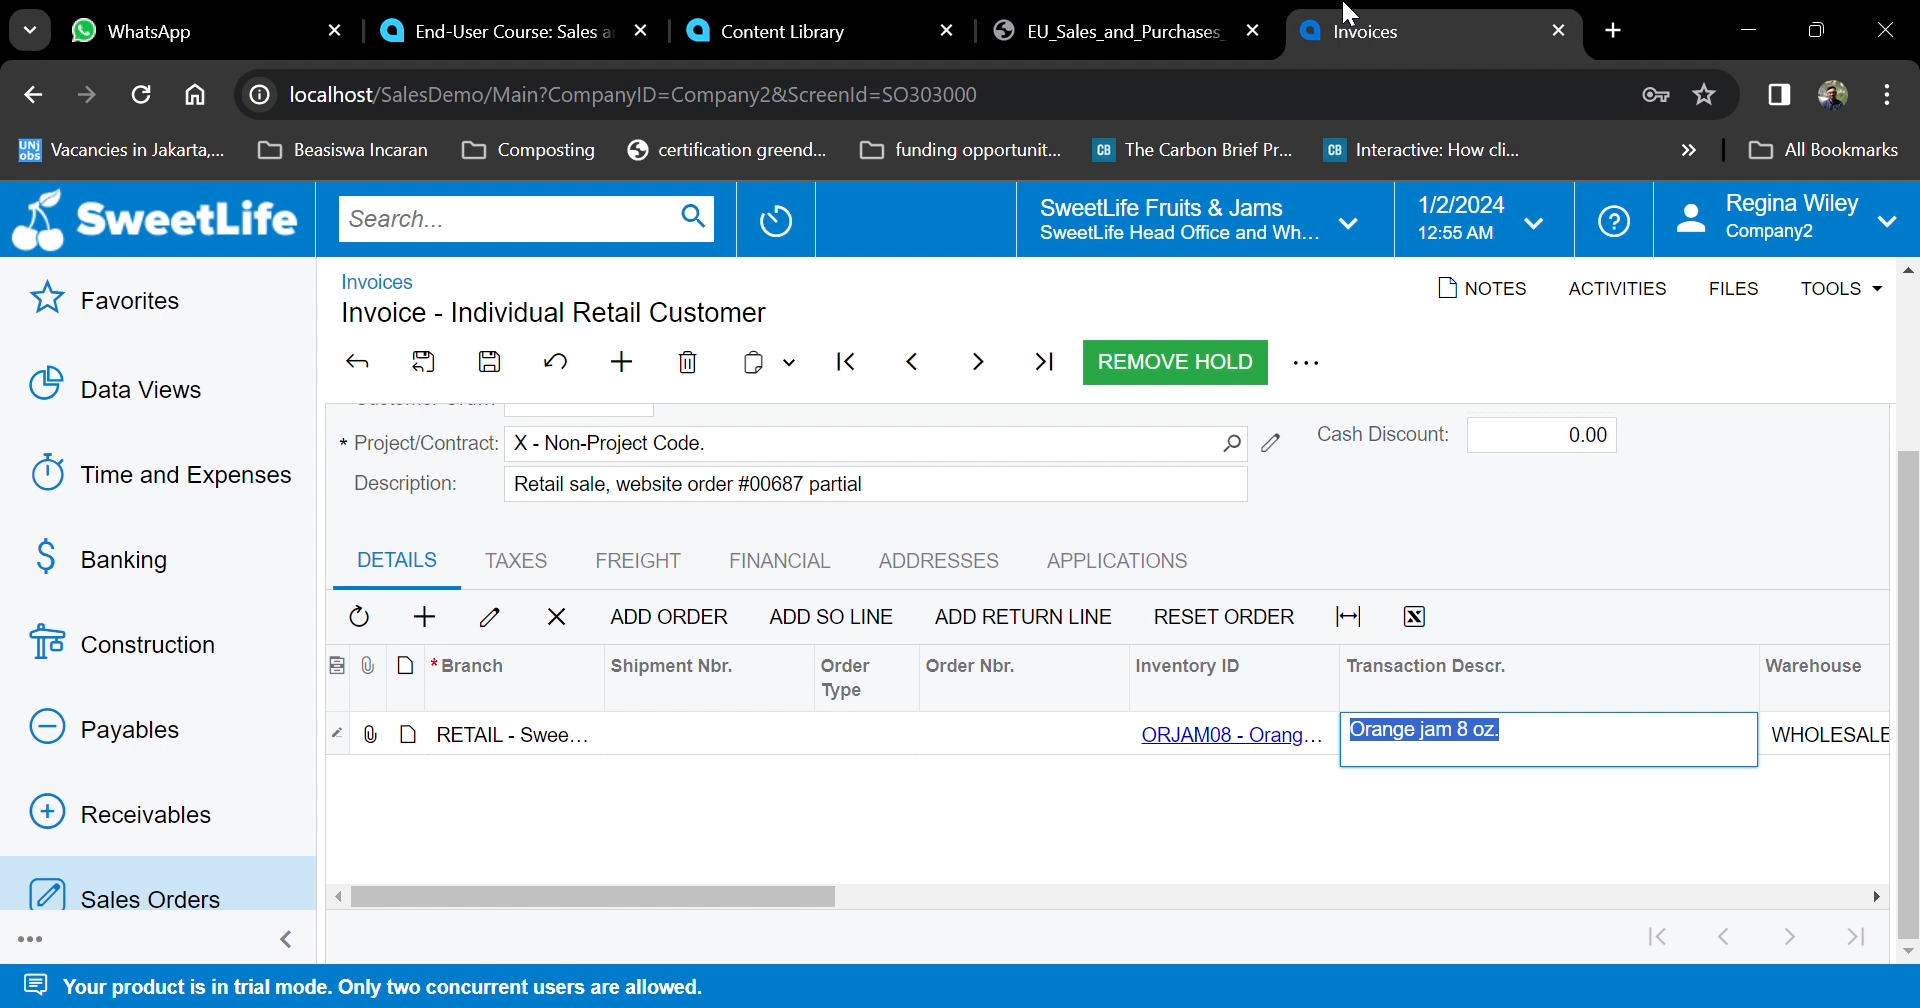 WhatsApp
End-User Course: Sales a
Content Library
EU_Sales_and_Purchases_
Invoices
localhost/SalesDemo/Main?CompanyID=Company2&ScreenId=SO303000
UNj obs Vacancies in Jakarta,...
Beasiswa Incaran
Composting
certification greend...
funding opportunit...
CB The Carbon Brief Pr...
CB Interactive: How cli...
All Bookmarks
SweetLife
Search...
SweetLife Fruits & Jams
SweetLife Head Office and Wh...
1/2/2024
12:55 AM
Regina Wiley
Company2
Favorites
Data Views
Time and Expenses
Banking
Construction
Payables
Receivables
Sales Orders
Invoices
Invoice - Individual Retail Customer
NOTES ACTIVITIES FILES TOOLS
REMOVE HOLD
* Project/Contract: X - Non-Project Code.
Cash Discount: 0.00
Description: Retail sale, website order #00687 partial
DETAILS TAXES FREIGHT FINANCIAL ADDRESSES APPLICATIONS
ADD ORDER ADD SO LINE ADD RETURN LINE RESET ORDER
* Branch Shipment Nbr. Order Type Order Nbr. Inventory ID Transaction Descr. Warehouse
RETAIL - Swee... ORJAM08 - Orang... Orange jam 8 oz. WHOLESALE
Your product is in trial mode. Only two concurrent users are allowed.